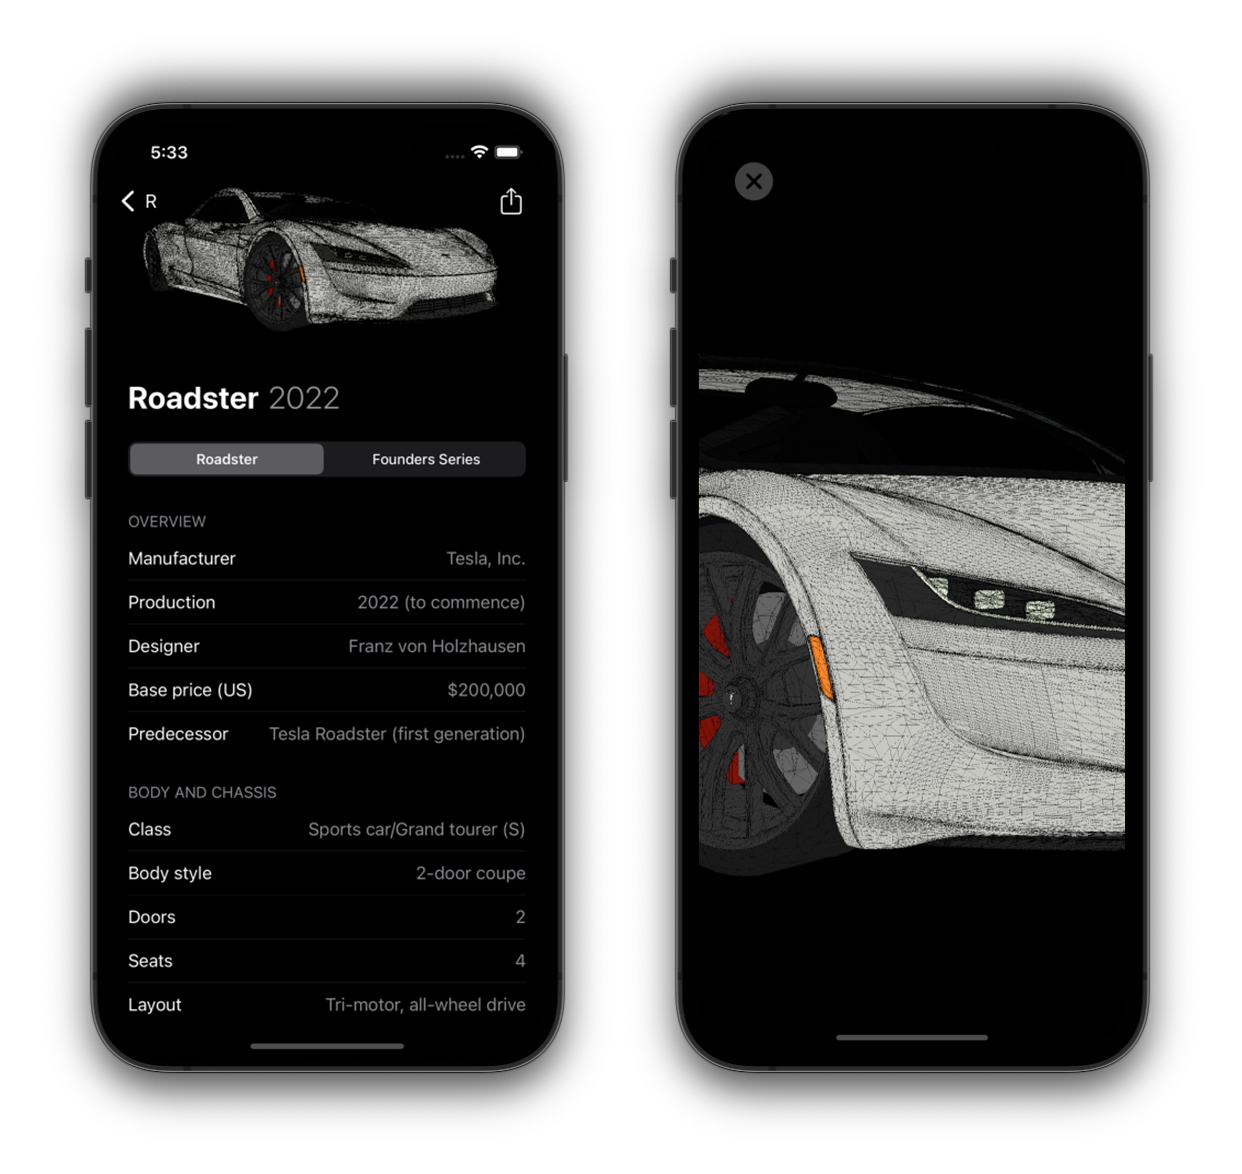 5:33
R
Roadster 2022
Roadster Founders Series
OVERVIEW
Manufacturer Tesla, Inc.
Production 2022 (to commence)
Designer Franz von Holzhausen
Base price (US) $200,000
Predecessor Tesla Roadster (first generation)
BODY AND CHASSIS
Class Sports car/Grand tourer (S)
Body style 2-door coupe
Doors 2
Seats 4
Layout Tri-motor, all-wheel drive